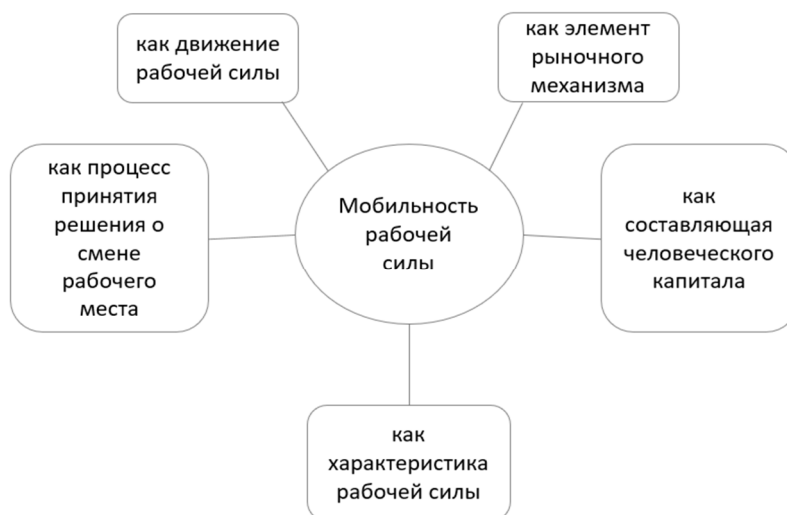 как движение
рабочей силы
как элемент
рыночного
механизма
как процесс
принятия
решения о
смене
рабочего
места
Мобильность
рабочей
силы
как
составляющая
человеческого
капитала
как
характеристика
рабочей силы